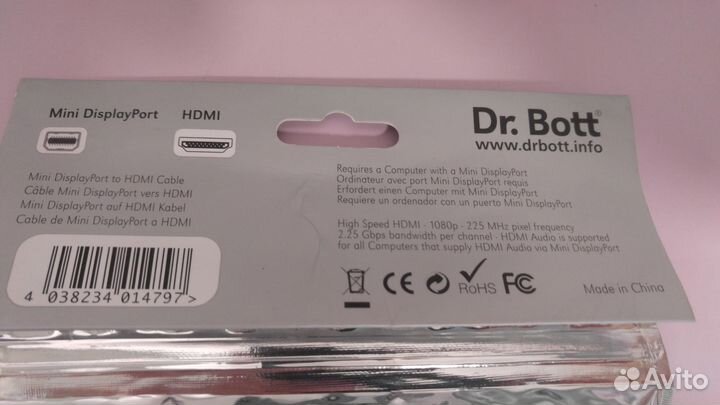 Mini DisplayPort HDMI
Dr. Bott®
www.drbott.info
Mini DisplayPort to HDMI Cable
Câble Mini DisplayPort vers HDMI
Mini DisplayPort auf HDMI Kabel
Cable de Mini DisplayPort a HDMI
Requires a Computer with a Mini DisplayPort
Ordinateur avec port Mini DisplayPort requis
Erfordert einen Computer mit Mini DisplayPort
Requiere un ordenador con un puerto Mini DisplayPort
High Speed HDMI - 1080p - 225 MHz pixel frequency
2.25 Gbps bandwidth per channel - HDMI Audio is supported
for all Computers that supply HDMI Audio via Mini DisplayPort
4 038234 014797 >
CE RoHS FC
Made in China
Avito